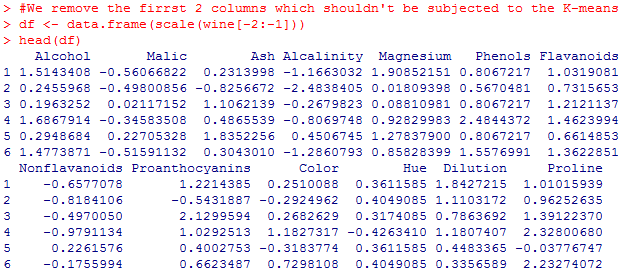 > #We remove the firrst 2 columns which shouldn't be subjected to the K-means
> df <- data.frame(scale(wine[-2:-1]))
> head(df)
Alcohol Malic Ash Alcalinity Magnesium Phenols Flavanoids
1 1.5143408 -0.56066822 0.2313998 -1.1663032 1.90852151 0.8067217 1.0319081
2 0.2455968 -0.49800856 -0.8256672 -2.4838405 0.01809398 0.5670481 0.7315653
3 0.1963252 0.02117152 1.1062139 -0.2679823 0.08810981 0.8067217 1.2121137
4 1.6867914 -0.34583508 0.4865539 -0.8069748 0.92829983 2.4844372 1.4623994
5 0.2948684 0.22705328 1.8352256 0.4506745 1.27837900 0.8067217 0.6614853
6 1.4773871 -0.51591132 0.3043010 -1.2860793 0.85828399 1.5576991 1.3622851
Nonflavanoids Proanthocyanins Color Hue Dilution Proline
1 -0.6577078 1.2214385 0.2510088 0.3611585 1.8427215 1.01015939
2 -0.8184106 -0.5431887 -0.2924962 0.4049085 1.1103172 0.96252635
3 -0.4970050 2.1299594 0.2682629 0.3174085 0.7863692 1.39122370
4 -0.9791134 1.0292513 1.1827317 -0.4263410 1.1807407 2.32800680
5 0.2261576 0.4002753 -0.3183774 0.3611585 0.4483365 -0.03776747
6 -0.1755994 0.6623487 0.7298108 0.4049085 0.3356589 2.23274072